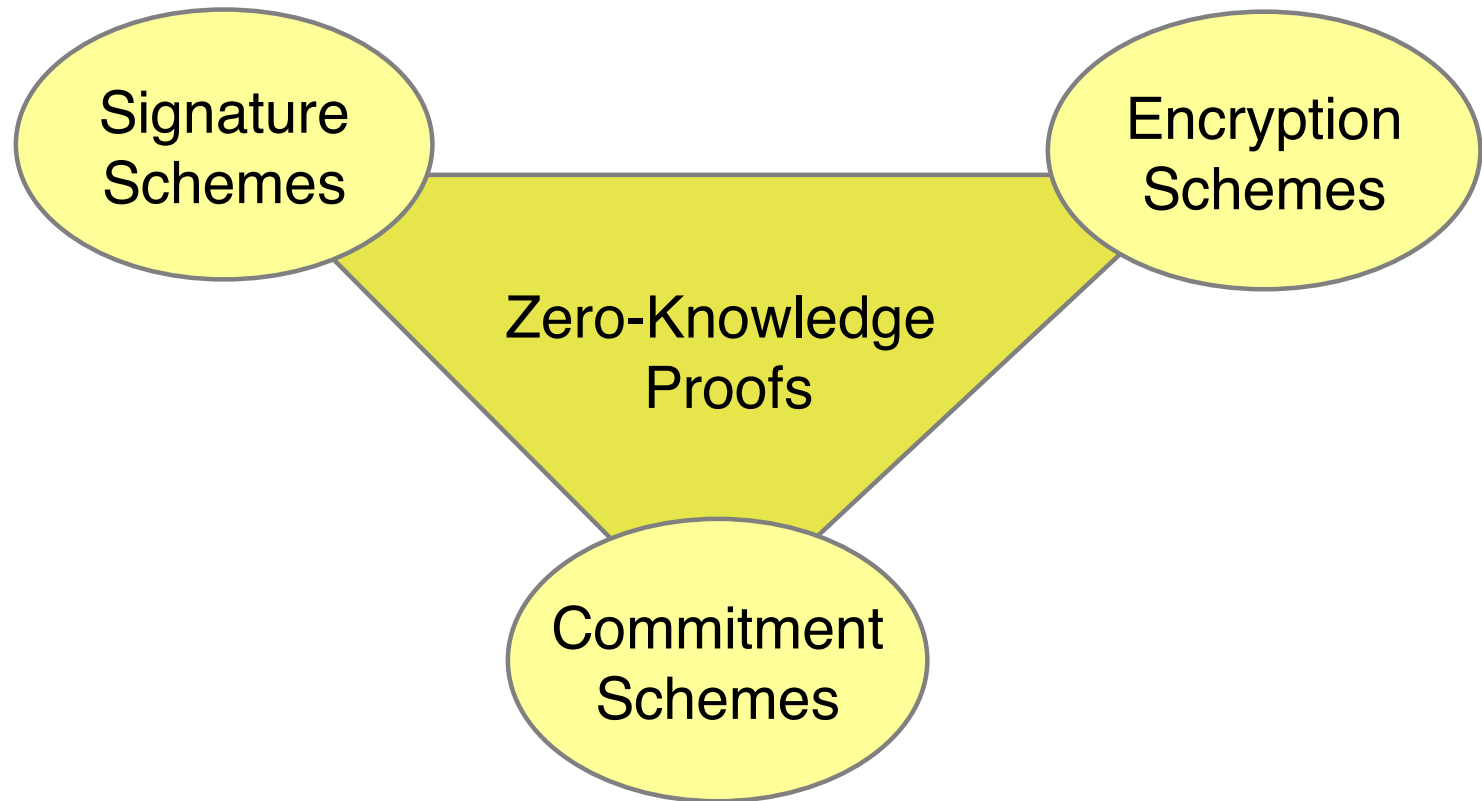 Signature
Schemes
Encryption
Schemes
Zero-Knowledge
Proofs
Commitment
Schemes